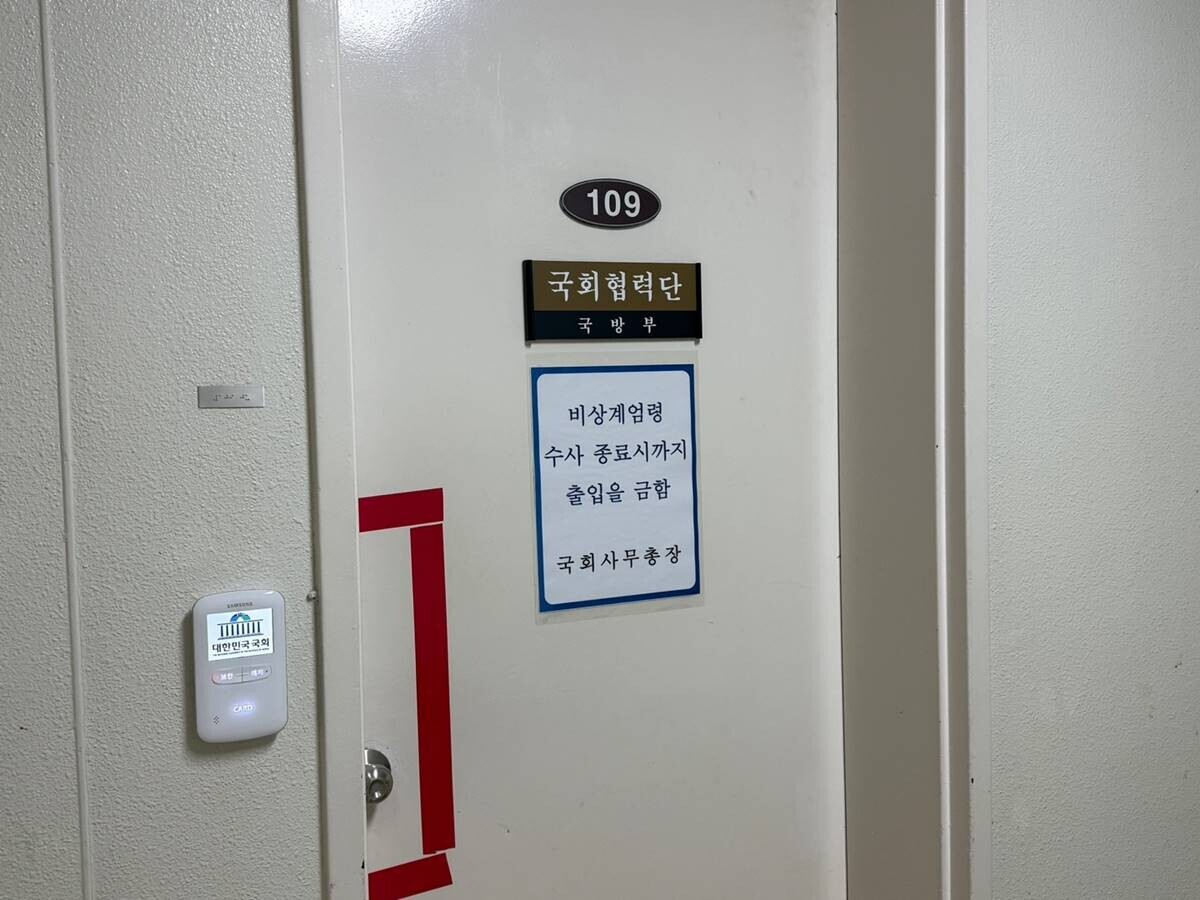 109
국회협력단
국방부
비상계엄령
수사 종료시까지
출입을 금함
국회사무총장
SAMSUNG
대한민국국회
CARD